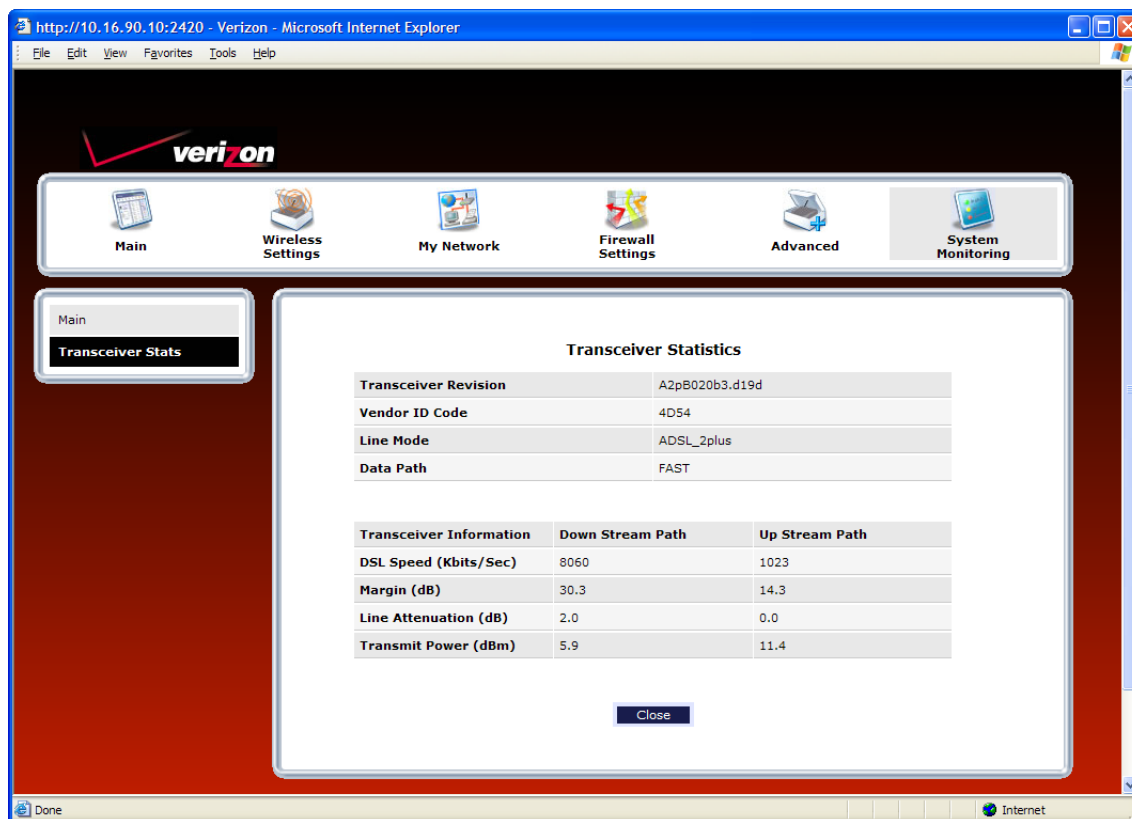 http://10.16.90.10:2420 - Verizon - Microsoft Internet Explorer
File Edit View Favorites Tools Help
verizon
Main
Wireless
Settings
My Network
Firewall
Settings
Advanced
System
Monitoring
Main
Transceiver Stats
Transceiver Statistics
Transceiver Revision A2pB020b3.d19d
Vendor ID Code 4D54
Line Mode ADSL_2plus
Data Path FAST
Transceiver Information Down Stream Path Up Stream Path
DSL Speed (Kbits/Sec) 8060 1023
Margin (dB) 30.3 14.3
Line Attenuation (dB) 2.0 0.0
Transmit Power (dBm) 5.9 11.4
Close
Done Internet